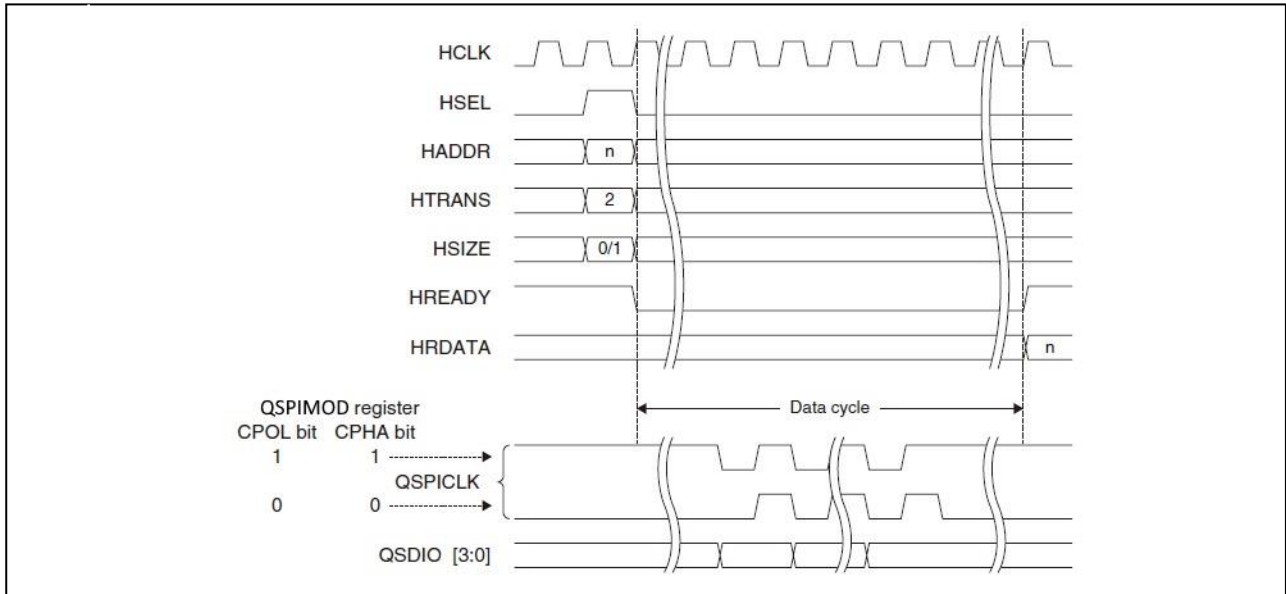 HCLK
HSEL
HADDR n
HTRANS 2
HSIZE 0/1
HREADY
HRDATA n
QSPIMOD register Data cycle
CPOL bit CPHA bit
1 1
QSPICLK
0 0
QSDIO [3:0]